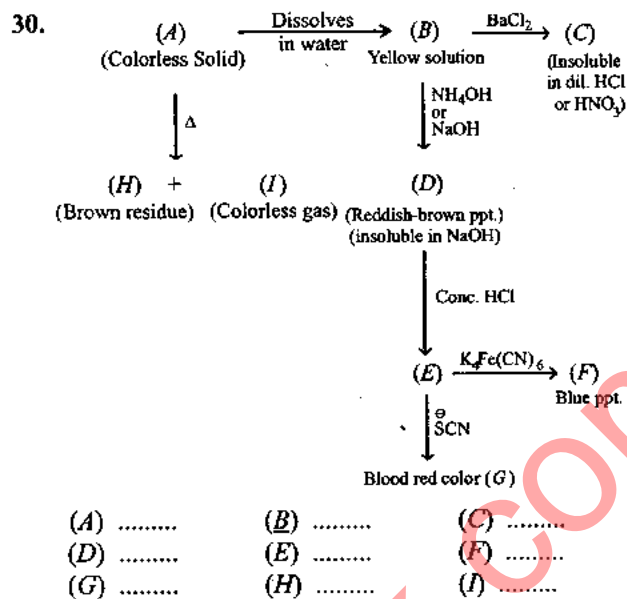 30.
(A)
(Colorless Solid)
Dissolves
in water
(B)
Yellow solution
BaCl2
(C)
(Insoluble
in dil. HCl
or HNO3)
Δ
NH4OH
or
NaOH
(H) + (I)
(Brown residue) (Colorless gas)
(D)
(Reddish-brown ppt.)
(insoluble in NaOH)
Conc. HCl
(E)
K4Fe(CN)6
(F)
Blue ppt.
⊖
SCN
Blood red color (G)
(A) ......... (B) ......... (C) .........
(D) ......... (E) ......... (F) .........
(G) ......... (H) ......... (I) .........